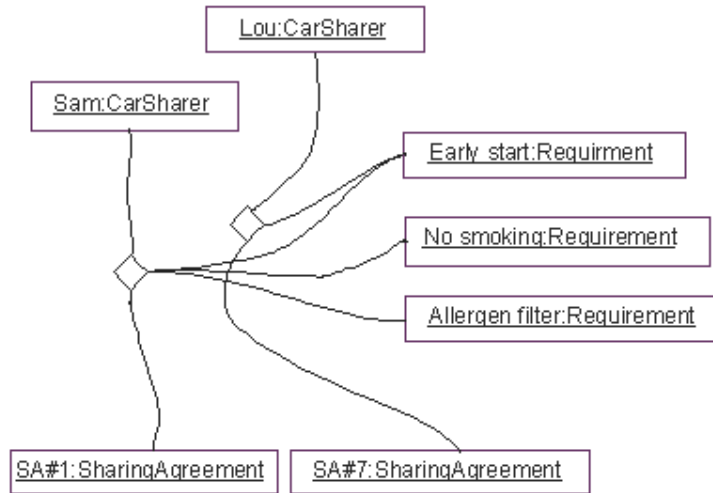 Lou:CarSharer
Sam:CarSharer
Early start:Requirment
No smoking:Requirement
Allergen filter:Requirement
SA#1:SharingAgreement
SA#7:SharingAgreement